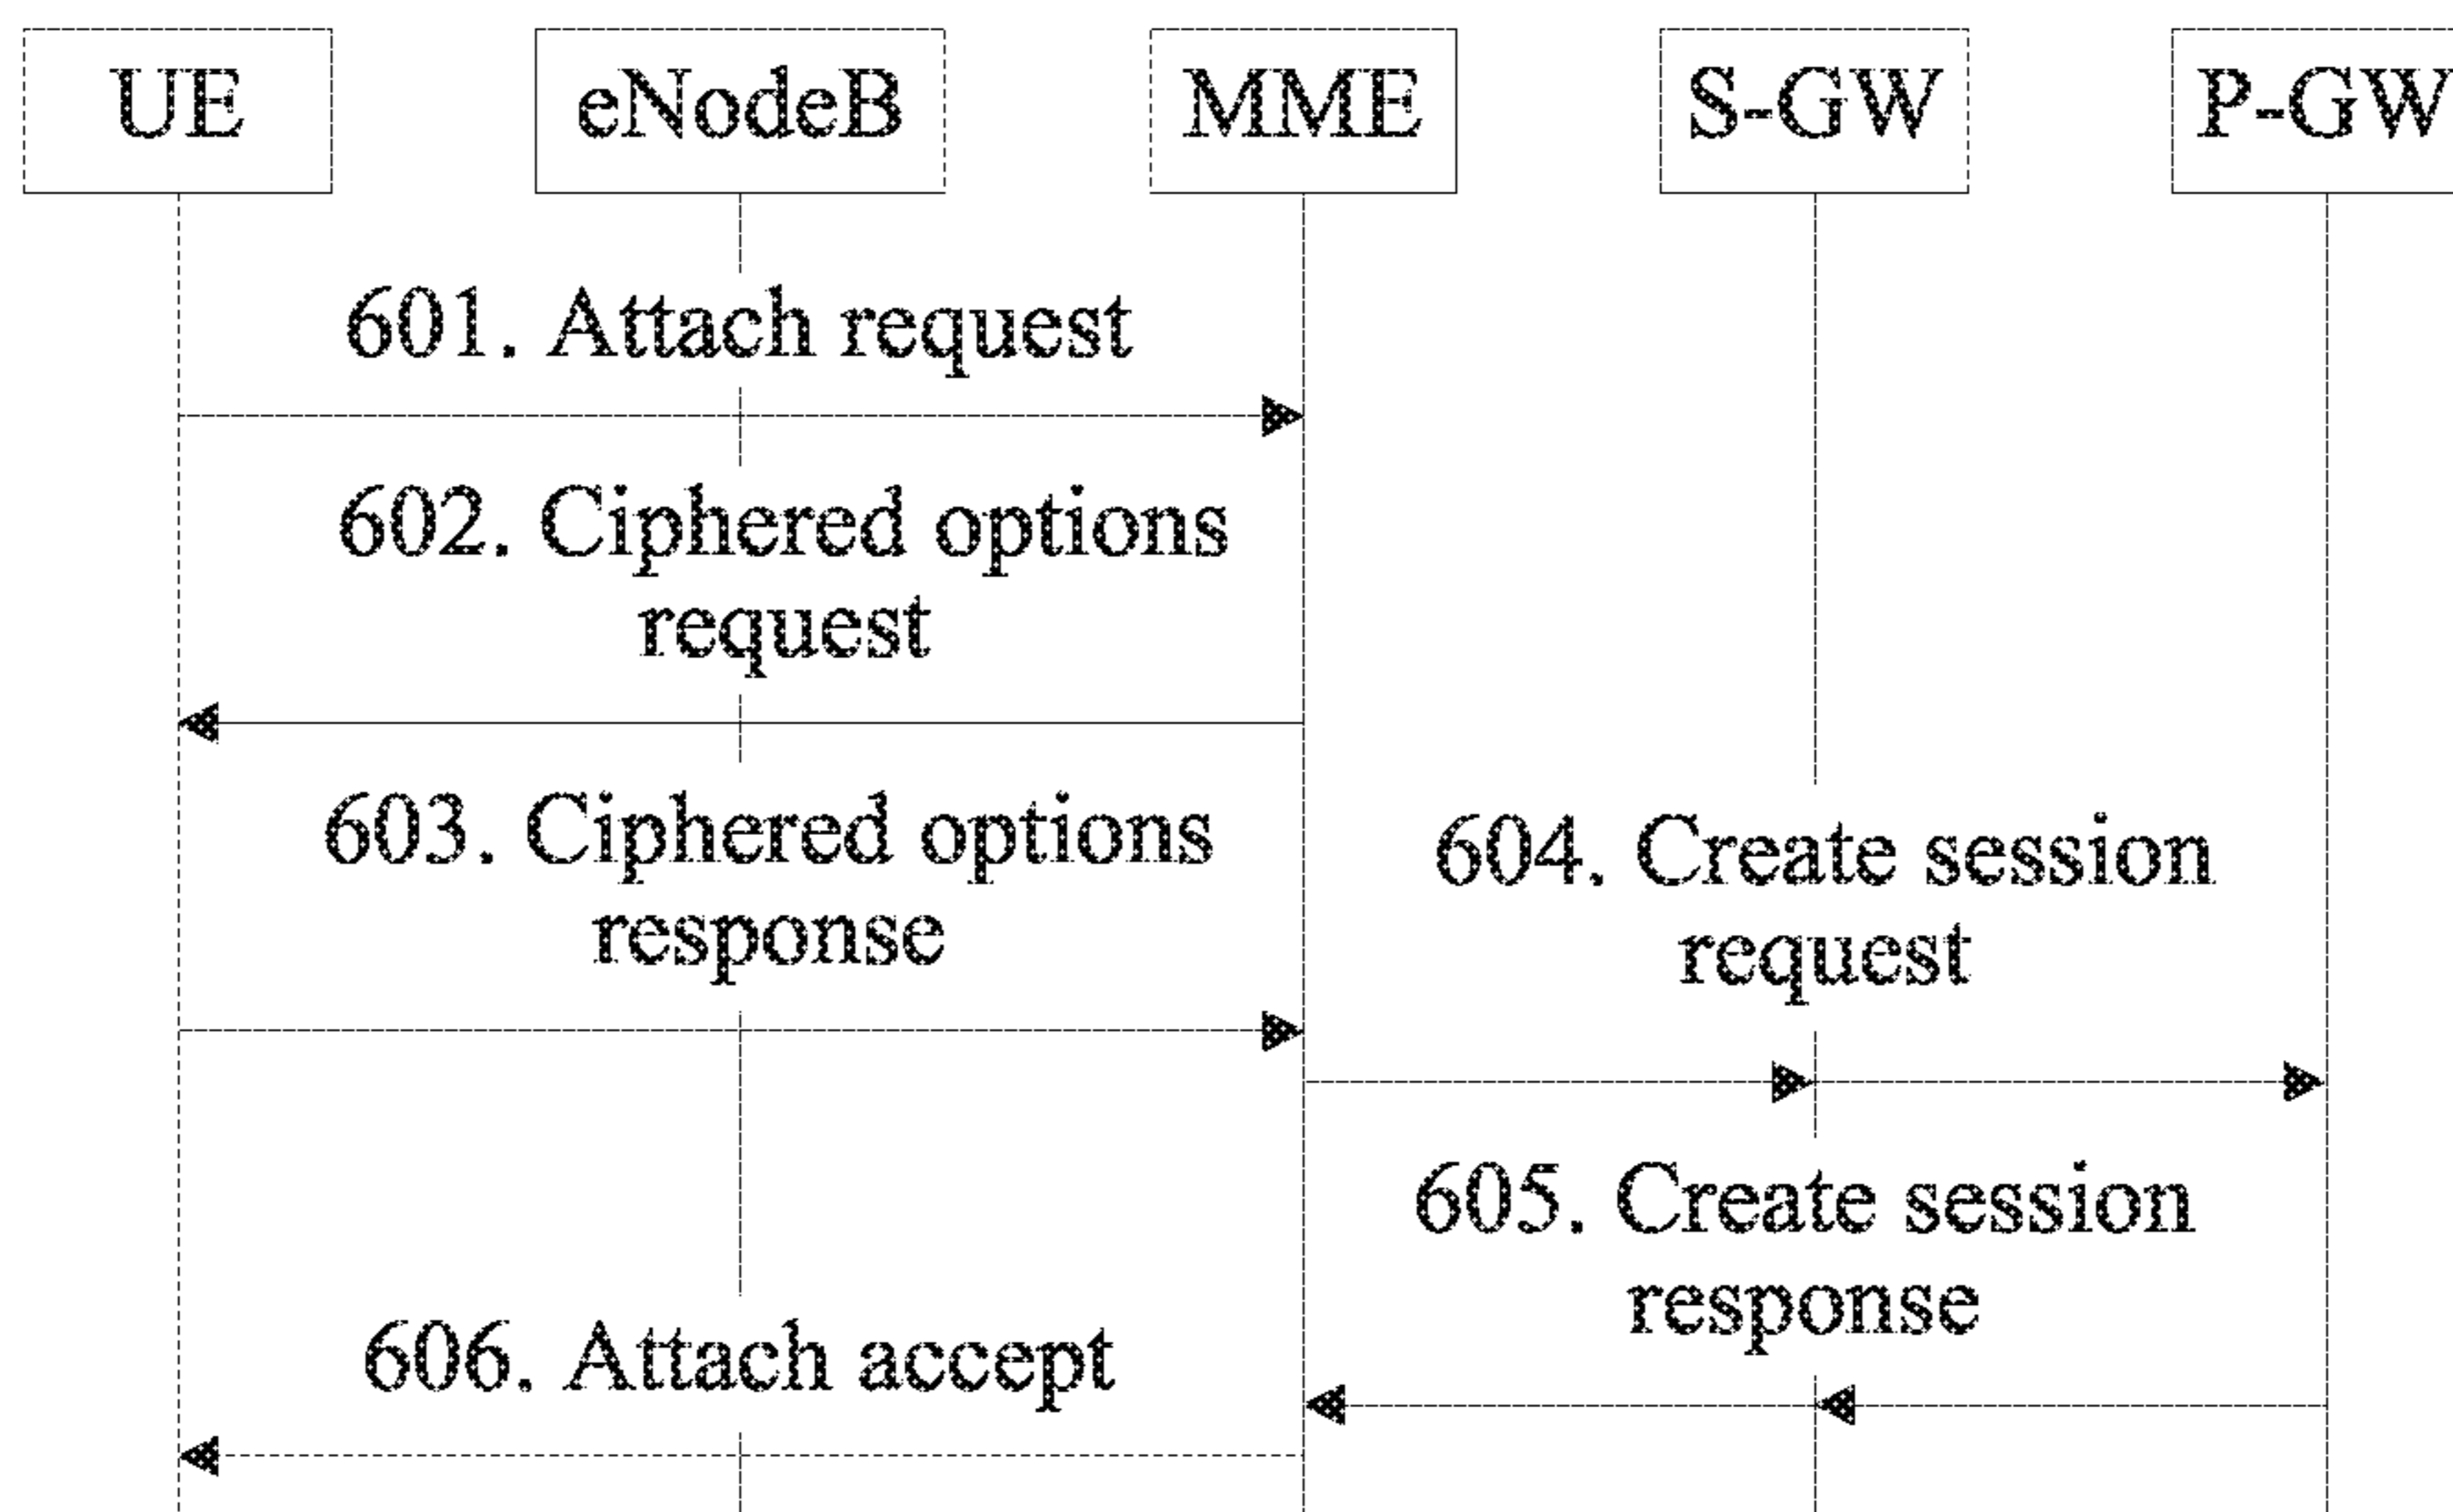 UE
eNodeB
MME
S-GW
P-GW
601. Attach request
602. Ciphered options
request
603. Ciphered options
response
604. Create session
request
605. Create session
response
606. Attach accept